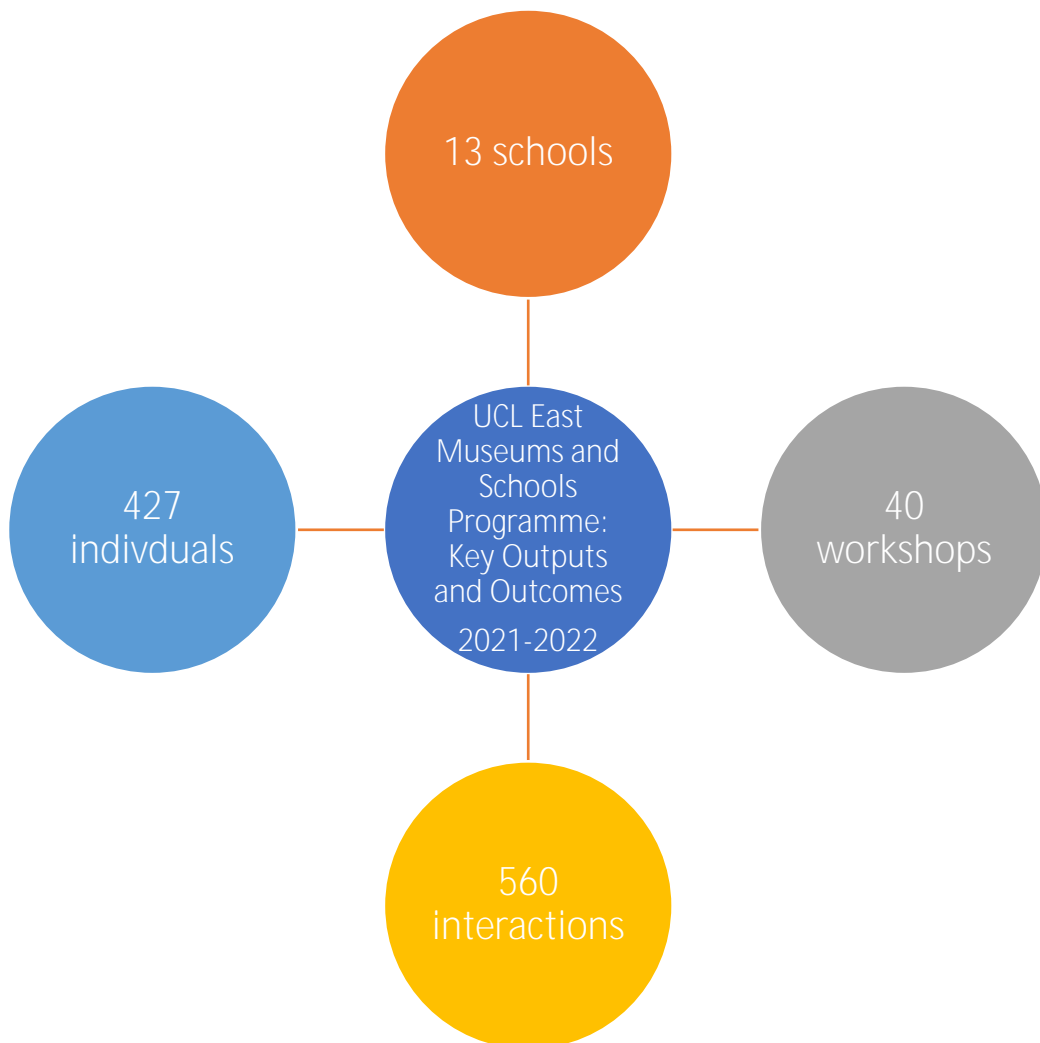 13 schools
UCL East
Museums and
Schools
Programme:
Key Outputs
and Outcomes
2021-2022
427
indivduals
40
workshops
560
interactions